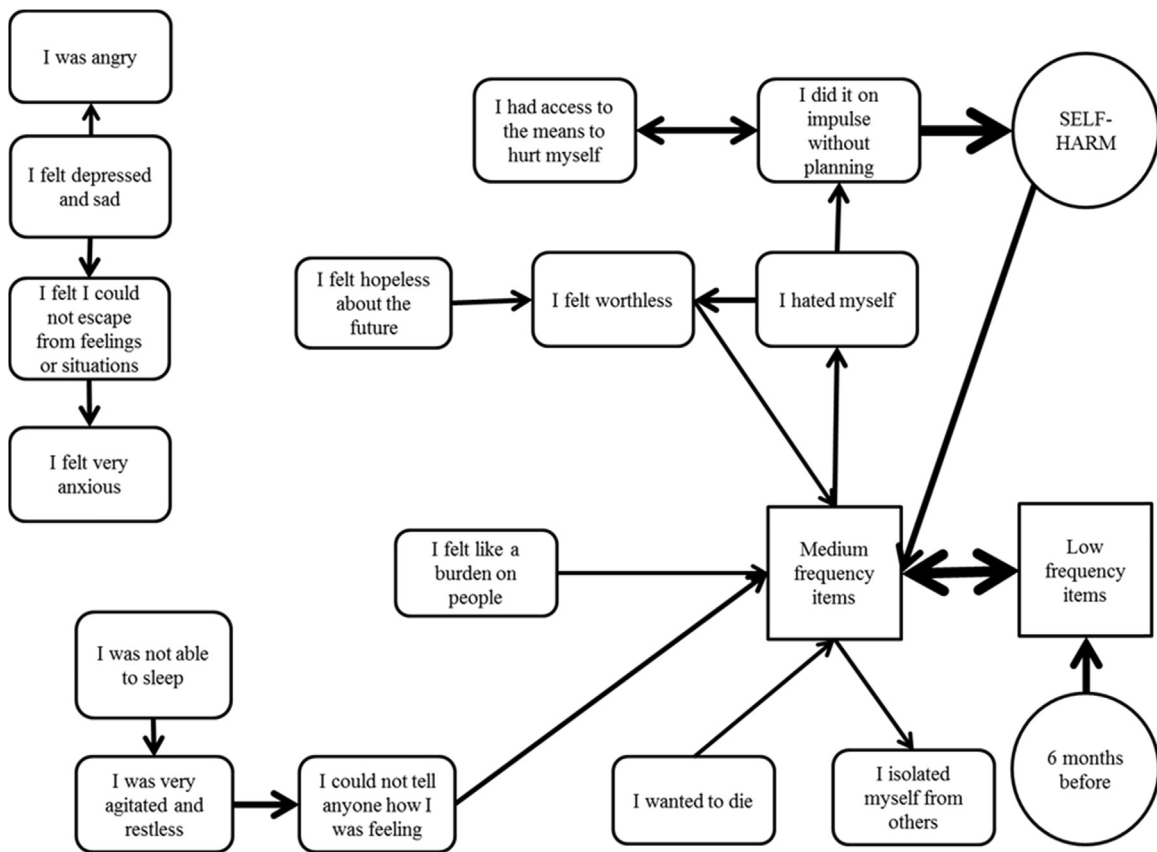 I was angry
I felt depressed
and sad
I felt I could
not escape
from feelings
or situations
I felt very
anxious
I had access to
the means to
hurt myself
I did it on
impulse
without
planning
SELF-
HARM
I felt hopeless
about the
future
I felt worthless
I hated myself
I felt like a
burden on
people
Medium
frequency
items
Low
frequency
items
I was not able
to sleep
I was very
agitated and
restless
I could not tell
anyone how I
was feeling
I wanted to die
I isolated
myself from
others
6 months
before